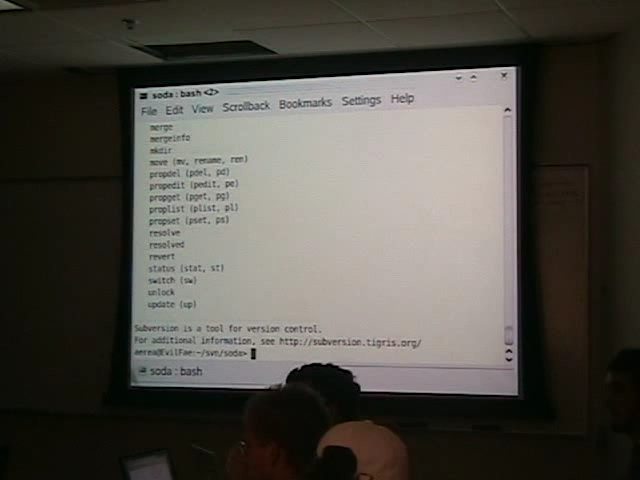 soda : bash <2>
File Edit View Scrollback Bookmarks Settings Help
merge
mergeinfo
mkdir
move (mv, rename, ren)
propdel (pdel, pd)
propedit (pedit, pe)
propget (pget, pg)
proplist (plist, pl)
propset (pset, ps)
resolve
resolved
revert
status (stat, st)
switch (sw)
unlock
update (up)
Subversion is a tool for version control.
For additional information, see http://subversion.tigris.org/
aerea@EvilFae:~/svn/soda>
soda : bash